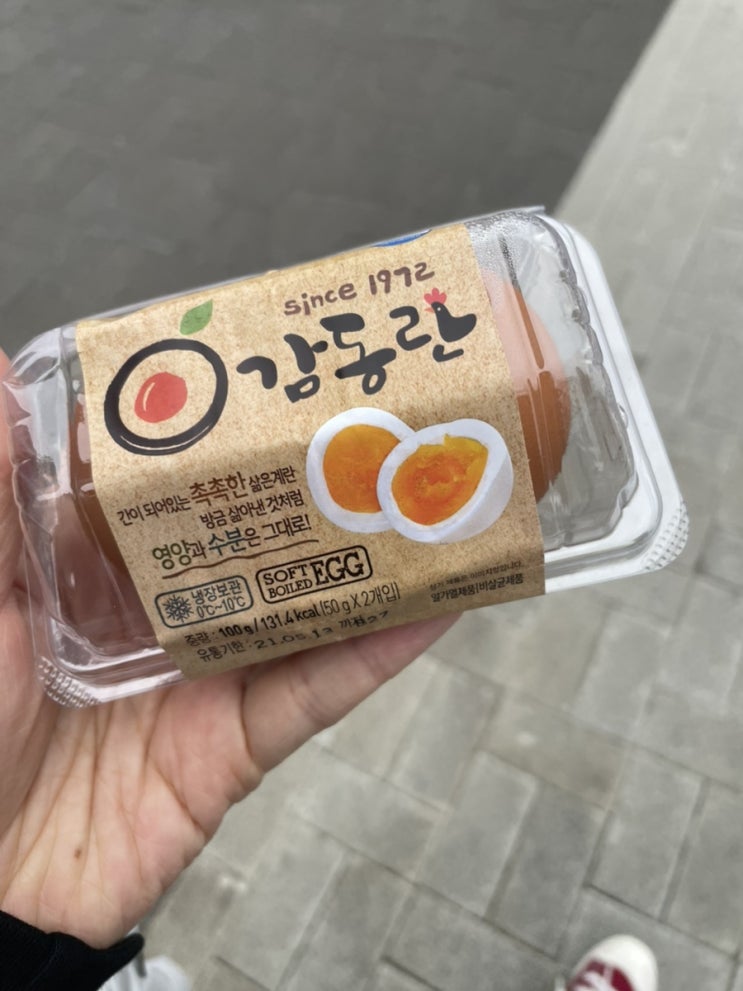 since 1972
감동란
간이 되어있는 촉촉한 삶은계란
방금 삶아낸 것처럼
영양과 수분은 그대로!
냉장보관
0℃~10℃
SOFT BOILED EGG
중량 : 100g / 131.4 kcal (50 g X 2개입)
유통기한 : 21.05.13 까지
알가열제품|비살균제품